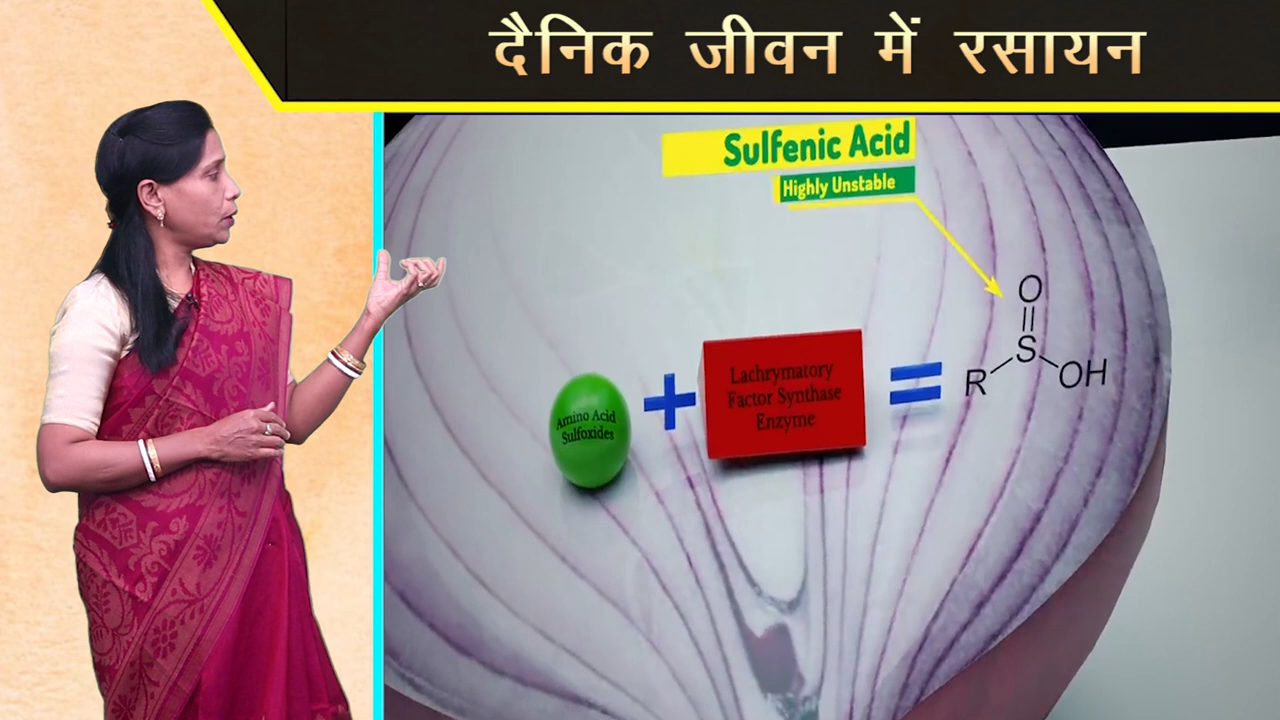 दैनिक जीवन में रसायन
Sulfenic Acid
Highly Unstable
O
S
R
OH
Amino Acid
Sulfoxides
+
Lachrymatory
Factor Synthase
Enzyme
=